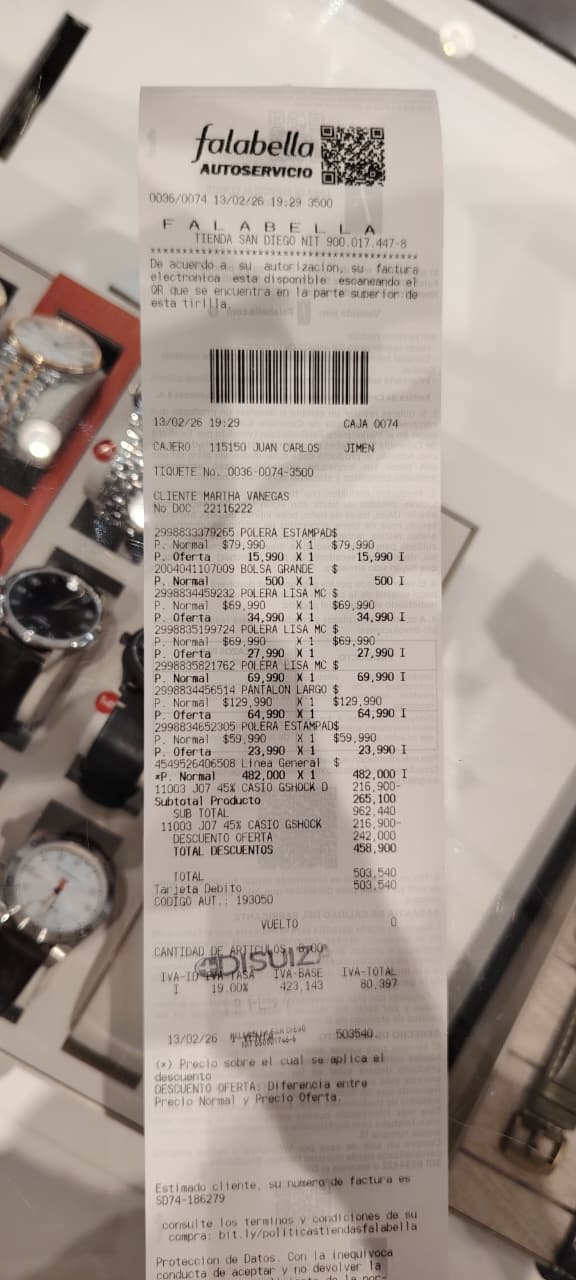 falabella
AUTOSERVICIO
0036/0074 13/02/26 19:29 3500
F A L A B E L L A
TIENDA SAN DIEGO NIT 900.017.447-8
****************************************
De acuerdo a su autorizacion, su factura
electronica esta disponible escaneando el
QR que se encuentra en la parte superior de
esta tirilla.
13/02/26 19:29 CAJA 0074
CAJERO : 115150 JUAN CARLOS JIMEN
TIQUETE No. 0036-0074-3500
CLIENTE MARTHA VANEGAS
No DOC 22116222
2998833379265 POLERA ESTAMPAD$
P. Normal $79,990 X 1 $79,990
P. Oferta 15,990 X 1 15,990 I
2004041107009 BOLSA GRANDE $
P. Normal 500 X 1 500 I
2998834459232 POLERA LISA MC $
P. Normal $69,990 X 1 $69,990
P. Oferta 34,990 X 1 34,990 I
2998835199724 POLERA LISA MC $
P. Normal $69,990 X 1 $69,990
P. Oferta 27,990 X 1 27,990 I
2998835821762 POLERA LISA MC $
P. Normal 69,990 X 1 69,990 I
2998834456514 PANTALON LARGO $
P. Normal $129,990 X 1 $129,990
P. Oferta 64,990 X 1 64,990 I
2998834652305 POLERA ESTAMPAD$
P. Normal $59,990 X 1 $59,990
P. Oferta 23,990 X 1 23,990 I
4549526406508 Linea General $
*P. Normal 482,000 X 1 482,000 I
11003 J07 45% CASIO GSHOCK D 216,900-
Subtotal Producto 265,100
SUB TOTAL 962,440
11003 J07 45% CASIO GSHOCK 216,900-
DESCUENTO OFERTA 242,000
TOTAL DESCUENTOS 458,900
TOTAL 503,540
Tarjeta Debito 503,540
CODIGO AUT.: 193050
VUELTO 0
CANTIDAD DE ARTICULOS: 8,00
DISUIZA
IVA-ID IVA-TASA IVA-BASE IVA-TOTAL
I 19.00% 423,143 80,397
13/02/26 503540
(*) Precio sobre el cual se aplica el
descuento
DESCUENTO OFERTA: Diferencia entre
Precio Normal y Precio Oferta.
Estimado cliente, su numero de factura es
SD74-186279
consulte los terminos y condiciones de su
compra: bit.ly/politicastiendasfalabella
Proteccion de Datos. Con la inequivoca
conducta de aceptar y no devolver la